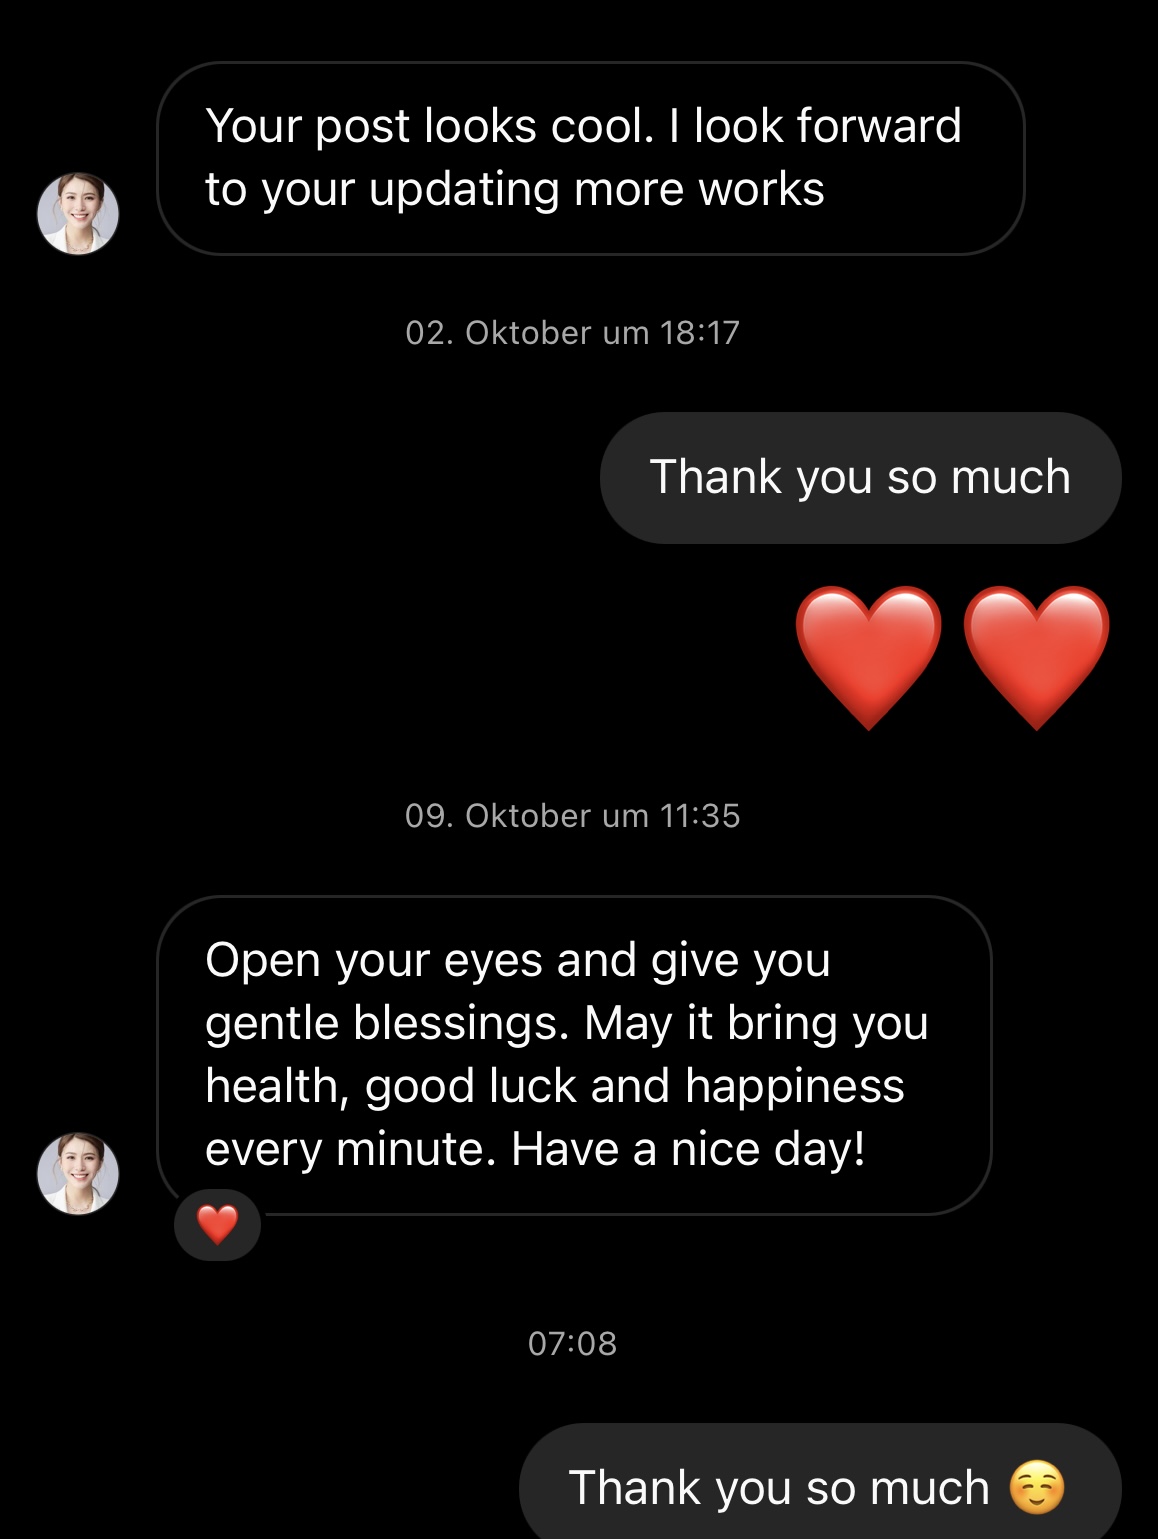 Your post looks cool. I look forward
to your updating more works
02. Oktober um 18:17
Thank you so much
❤️❤️
09. Oktober um 11:35
Open your eyes and give you
gentle blessings. May it bring you
health, good luck and happiness
every minute. Have a nice day!
❤️
07:08
Thank you so much ☺️